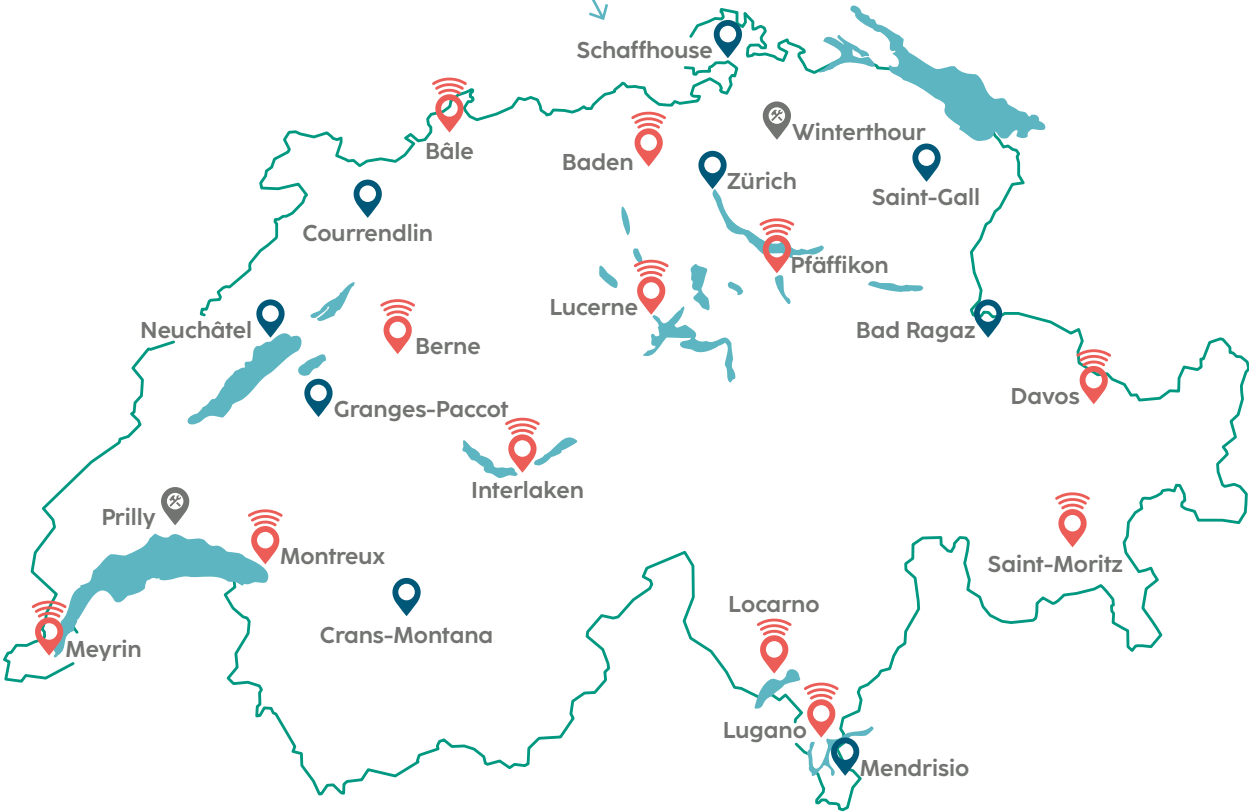 Schaffhouse
Winterthour
Bâle
Baden
Zürich
Saint-Gall
Courrendlin
Pfäffikon
Lucerne
Neuchâtel
Bad Ragaz
Berne
Davos
Granges-Paccot
Interlaken
Prilly
Montreux
Saint-Moritz
Locarno
Crans-Montana
Meyrin
Lugano
Mendrisio